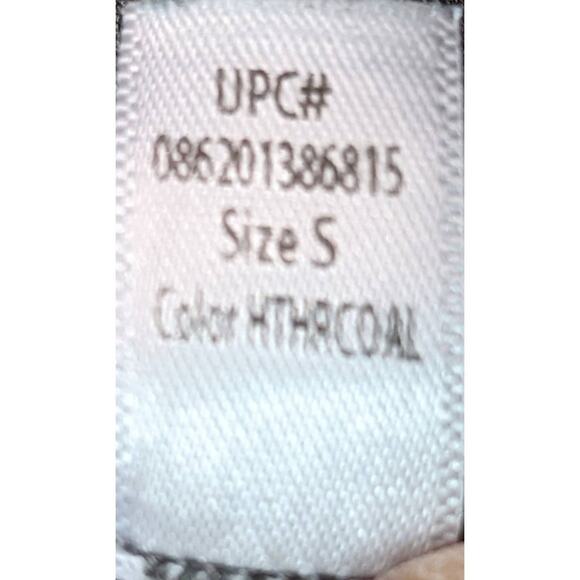 UPC#
086201386815
Size S
Color HTHRCOAL